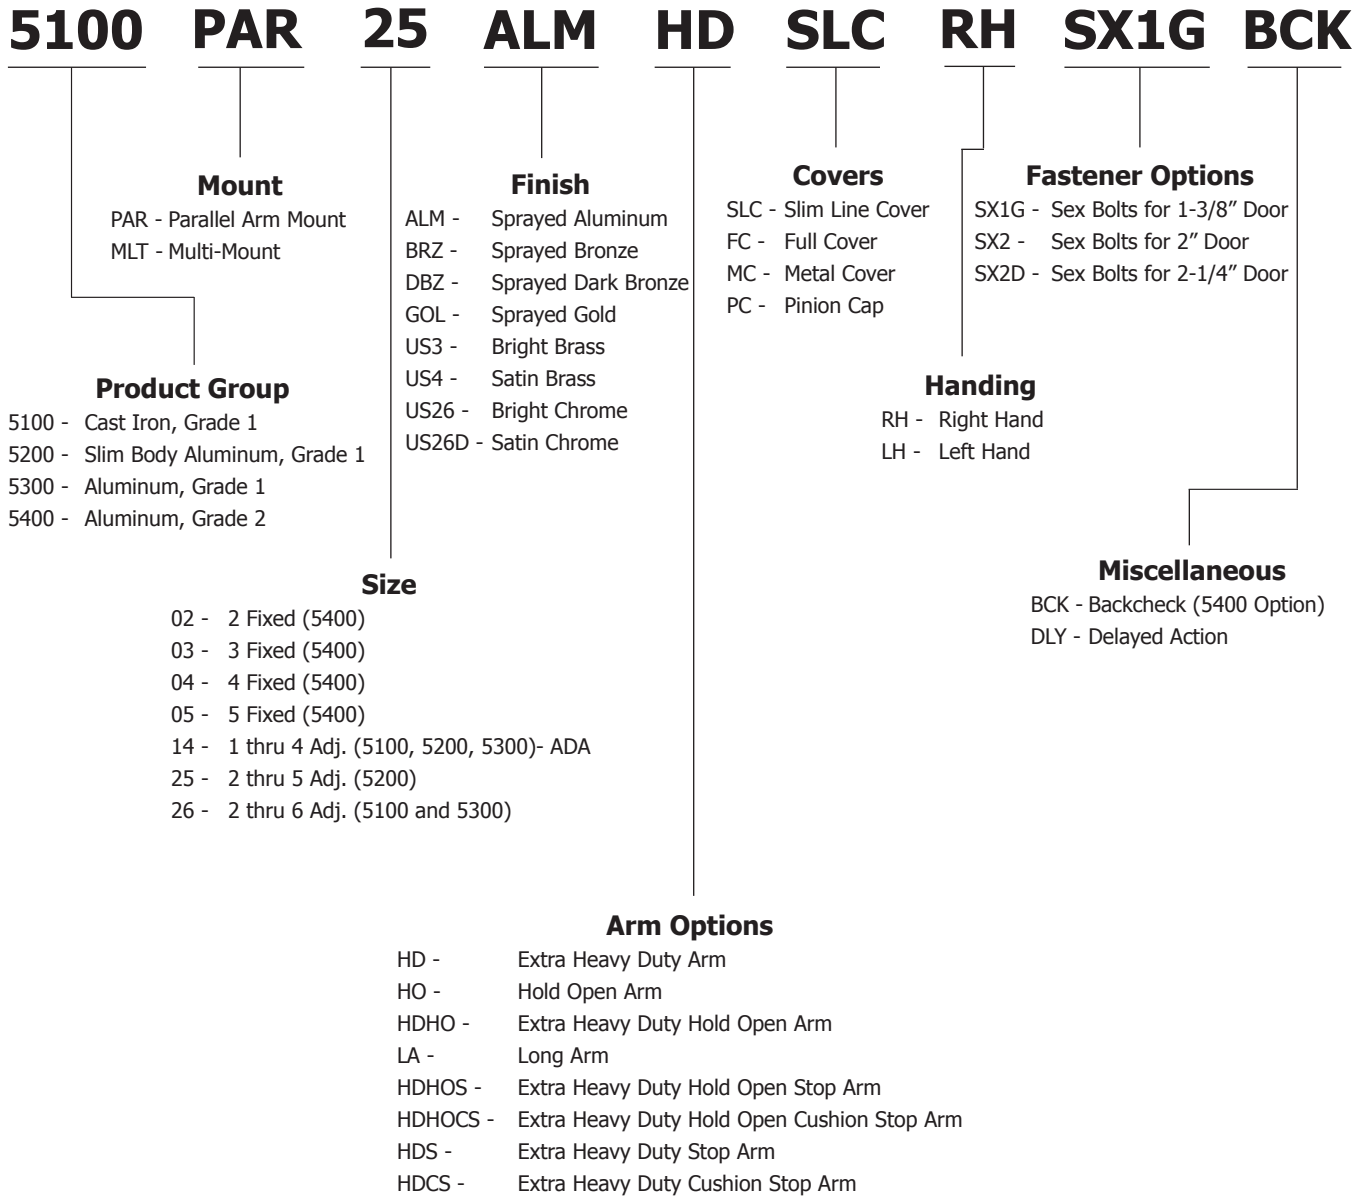 5100 PAR 25 ALM HD SLC RH SX1G BCK
Mount
PAR - Parallel Arm Mount
MLT - Multi-Mount
Product Group
5100 - Cast Iron, Grade 1
5200 - Slim Body Aluminum, Grade 1
5300 - Aluminum, Grade 1
5400 - Aluminum, Grade 2
Size
02 - 2 Fixed (5400)
03 - 3 Fixed (5400)
04 - 4 Fixed (5400)
05 - 5 Fixed (5400)
14 - 1 thru 4 Adj. (5100, 5200, 5300)- ADA
25 - 2 thru 5 Adj. (5200)
26 - 2 thru 6 Adj. (5100 and 5300)
Finish
ALM - Sprayed Aluminum
BRZ - Sprayed Bronze
DBZ - Sprayed Dark Bronze
GOL - Sprayed Gold
US3 - Bright Brass
US4 - Satin Brass
US26 - Bright Chrome
US26D - Satin Chrome
Arm Options
HD - Extra Heavy Duty Arm
HO - Hold Open Arm
HDHO - Extra Heavy Duty Hold Open Arm
LA - Long Arm
HDHOS - Extra Heavy Duty Hold Open Stop Arm
HDHOCS - Extra Heavy Duty Hold Open Cushion Stop Arm
HDS - Extra Heavy Duty Stop Arm
HDCS - Extra Heavy Duty Cushion Stop Arm
Covers
SLC - Slim Line Cover
FC - Full Cover
MC - Metal Cover
PC - Pinion Cap
Handing
RH - Right Hand
LH - Left Hand
Fastener Options
SX1G - Sex Bolts for 1-3/8” Door
SX2 - Sex Bolts for 2” Door
SX2D - Sex Bolts for 2-1/4” Door
Miscellaneous
BCK - Backcheck (5400 Option)
DLY - Delayed Action